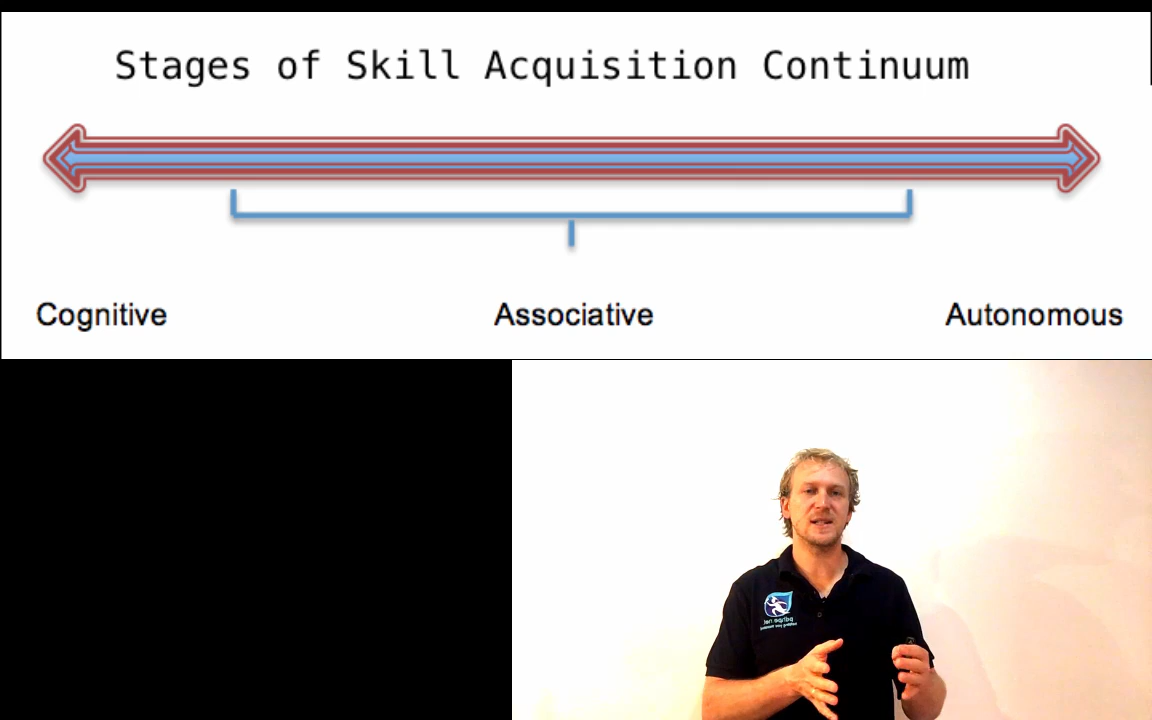 Stages of Skill Acquisition Continuum
Cognitive
Associative
Autonomous